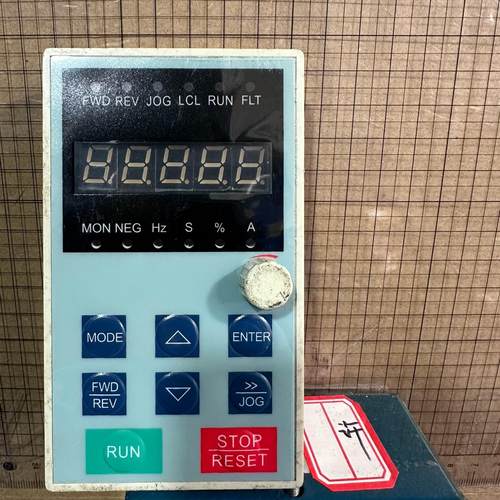 FWD REV JOG LCL RUN FLT
MON NEG Hz S % A
MODE
ENTER
FWD
REV
>>
JOG
RUN
STOP
RESET